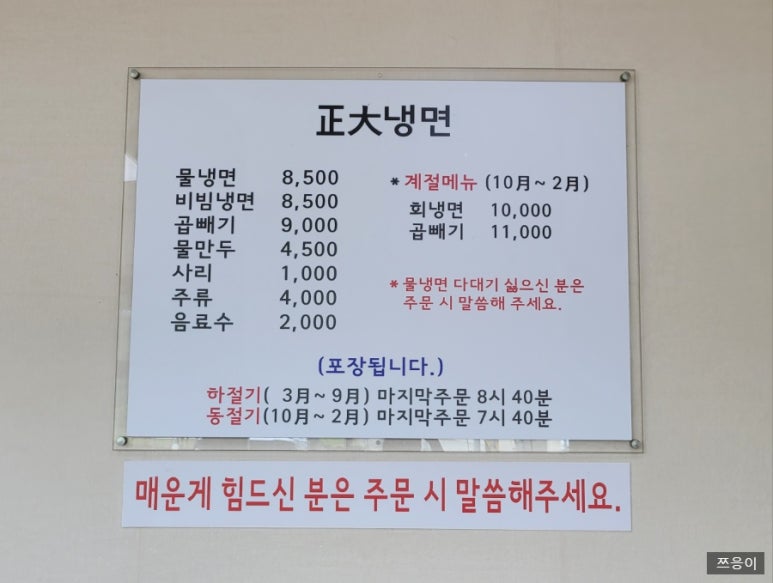 正大냉면
물냉면 8,500
비빔냉면 8,500
곱빼기 9,000
물만두 4,500
사리 1,000
주류 4,000
음료수 2,000
* 계절메뉴 (10月~ 2月)
회냉면 10,000
곱빼기 11,000
* 물냉면 다대기 싫으신 분은
주문 시 말씀해 주세요.
(포장됩니다.)
하절기( 3月~ 9月) 마지막주문 8시 40분
동절기(10月~ 2月) 마지막주문 7시 40분
매운게 힘드신 분은 주문 시 말씀해주세요.
쯔응이